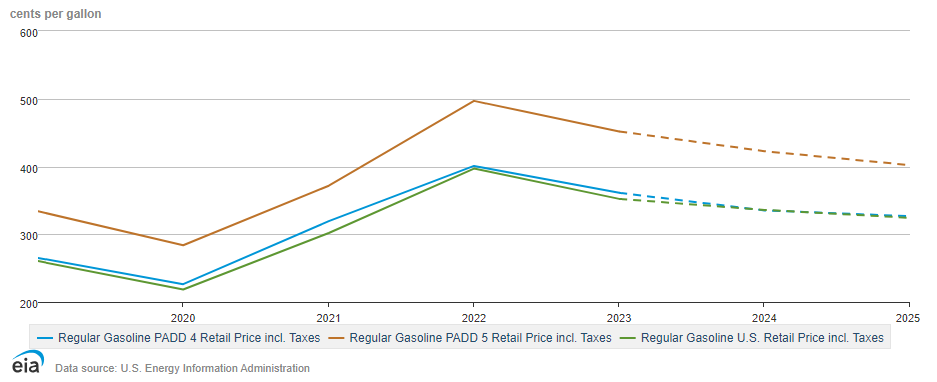 cents per gallon
600
500
400
300
200
2020 2021 2022 2023 2024 2025
Regular Gasoline PADD 4 Retail Price incl. Taxes Regular Gasoline PADD 5 Retail Price incl. Taxes Regular Gasoline U.S. Retail Price incl. Taxes
eia Data source: U.S. Energy Information Administration